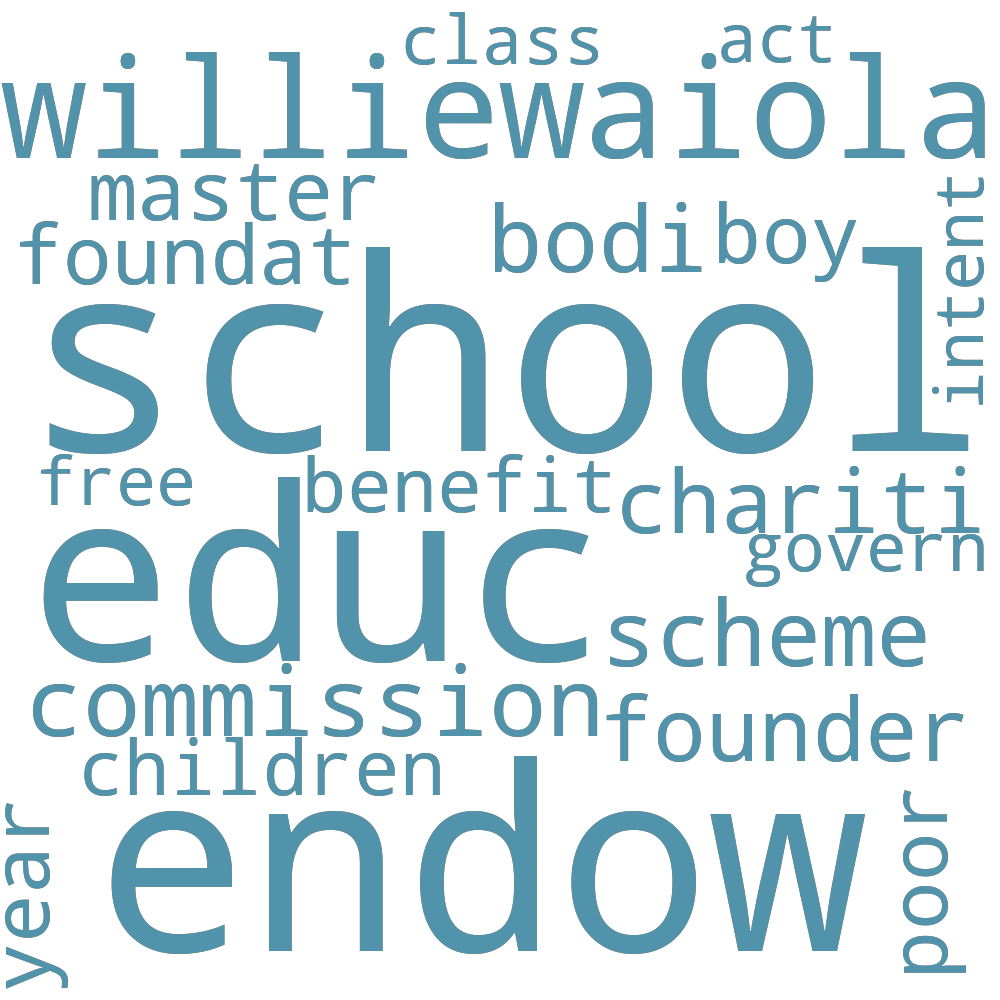 class
act
williewaiola
master
foundat
bodi
boy
intent
school
free
benefit
chariti
govern
educ
scheme
commission
founder
children
endow
year
poor